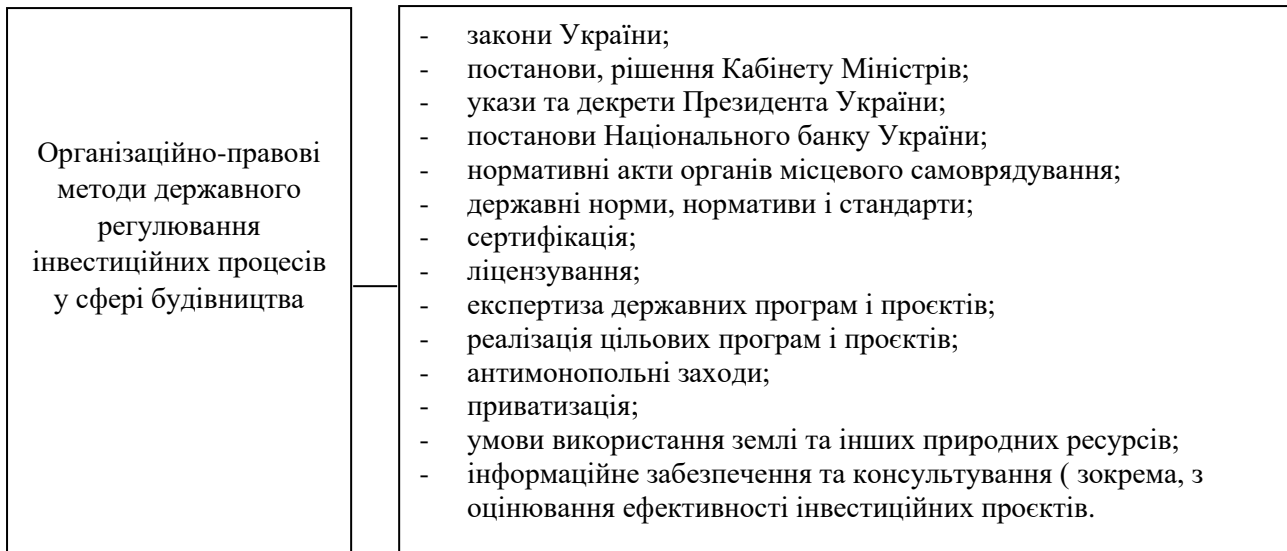 Організаційно-правові
методи державного
регулювання
інвестиційних процесів
у сфері будівництва
- закони України;
- постанови, рішення Кабінету Міністрів;
- укази та декрети Президента України;
- постанови Національного банку України;
- нормативні акти органів місцевого самоврядування;
- державні норми, нормативи і стандарти;
- сертифікація;
- ліцензування;
- експертиза державних програм і проєктів;
- реалізація цільових програм і проєктів;
- антимонопольні заходи;
- приватизація;
- умови використання землі та інших природних ресурсів;
- інформаційне забезпечення та консультування ( зокрема, з
оцінювання ефективності інвестиційних проєктів.